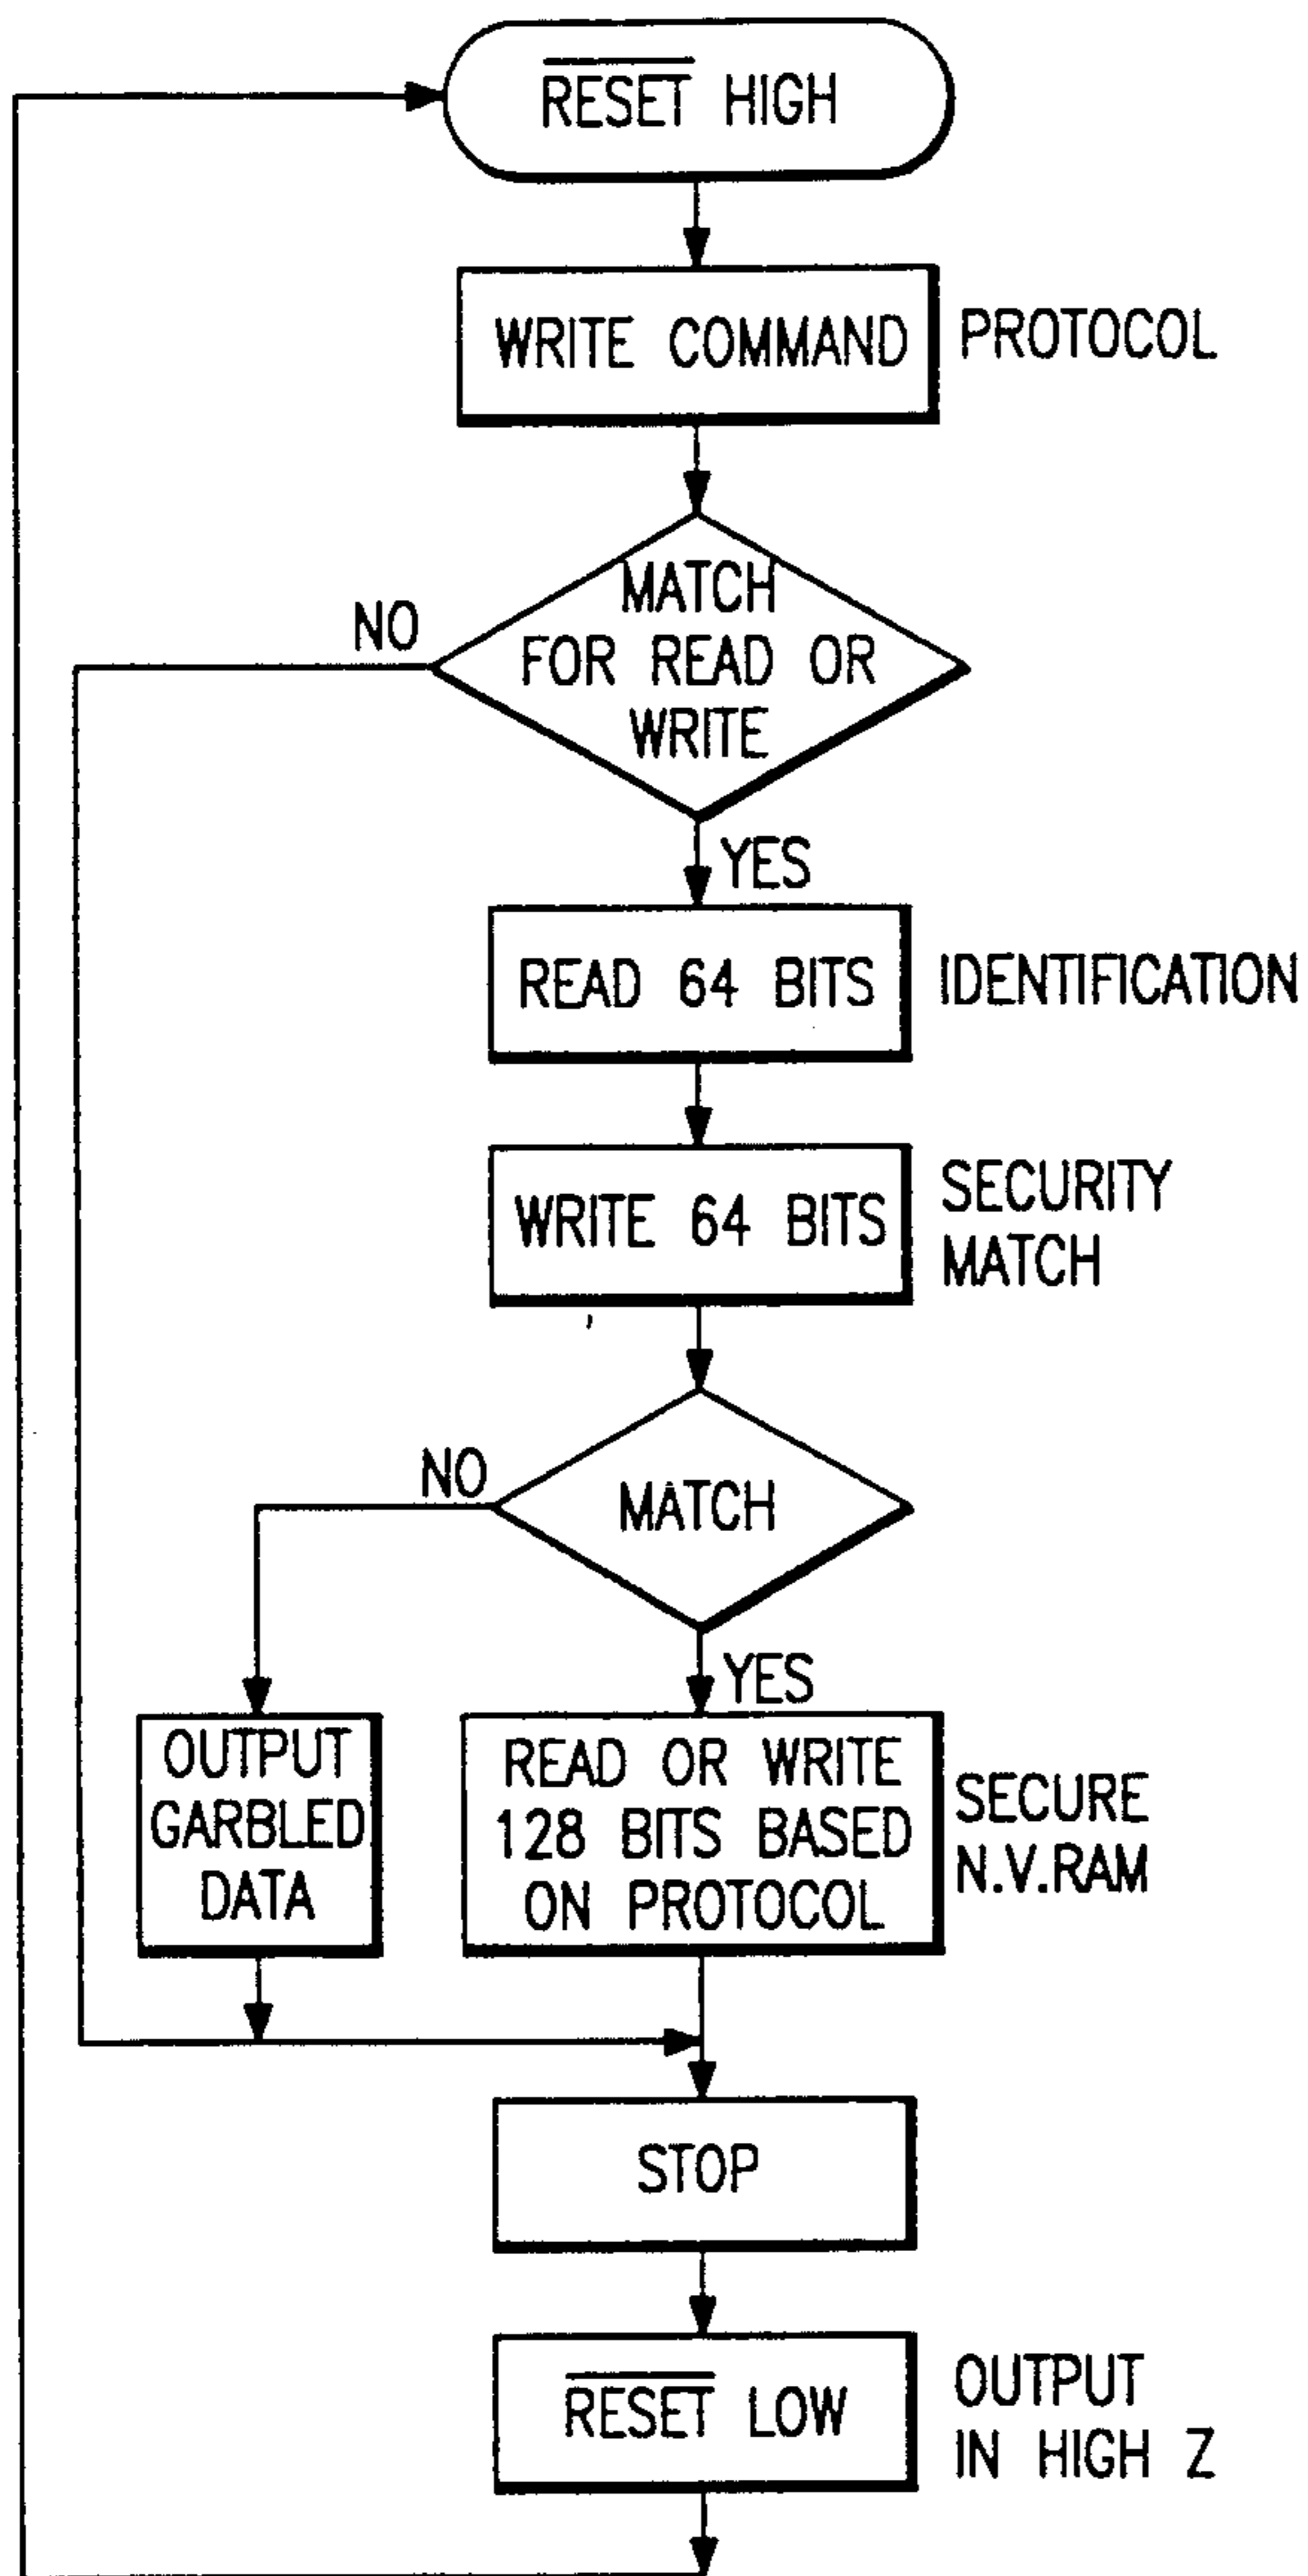 RESET HIGH
WRITE COMMAND
PROTOCOL
MATCH
FOR READ OR
WRITE
NO
YES
READ 64 BITS
IDENTIFICATION
WRITE 64 BITS
SECURITY
MATCH
MATCH
NO
YES
OUTPUT
GARBLED
DATA
READ OR WRITE
128 BITS BASED
ON PROTOCOL
SECURE
N.V.RAM
STOP
RESET LOW
OUTPUT
IN HIGH Z